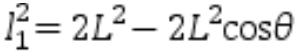 l₁² = 2L² − 2L²cosθ